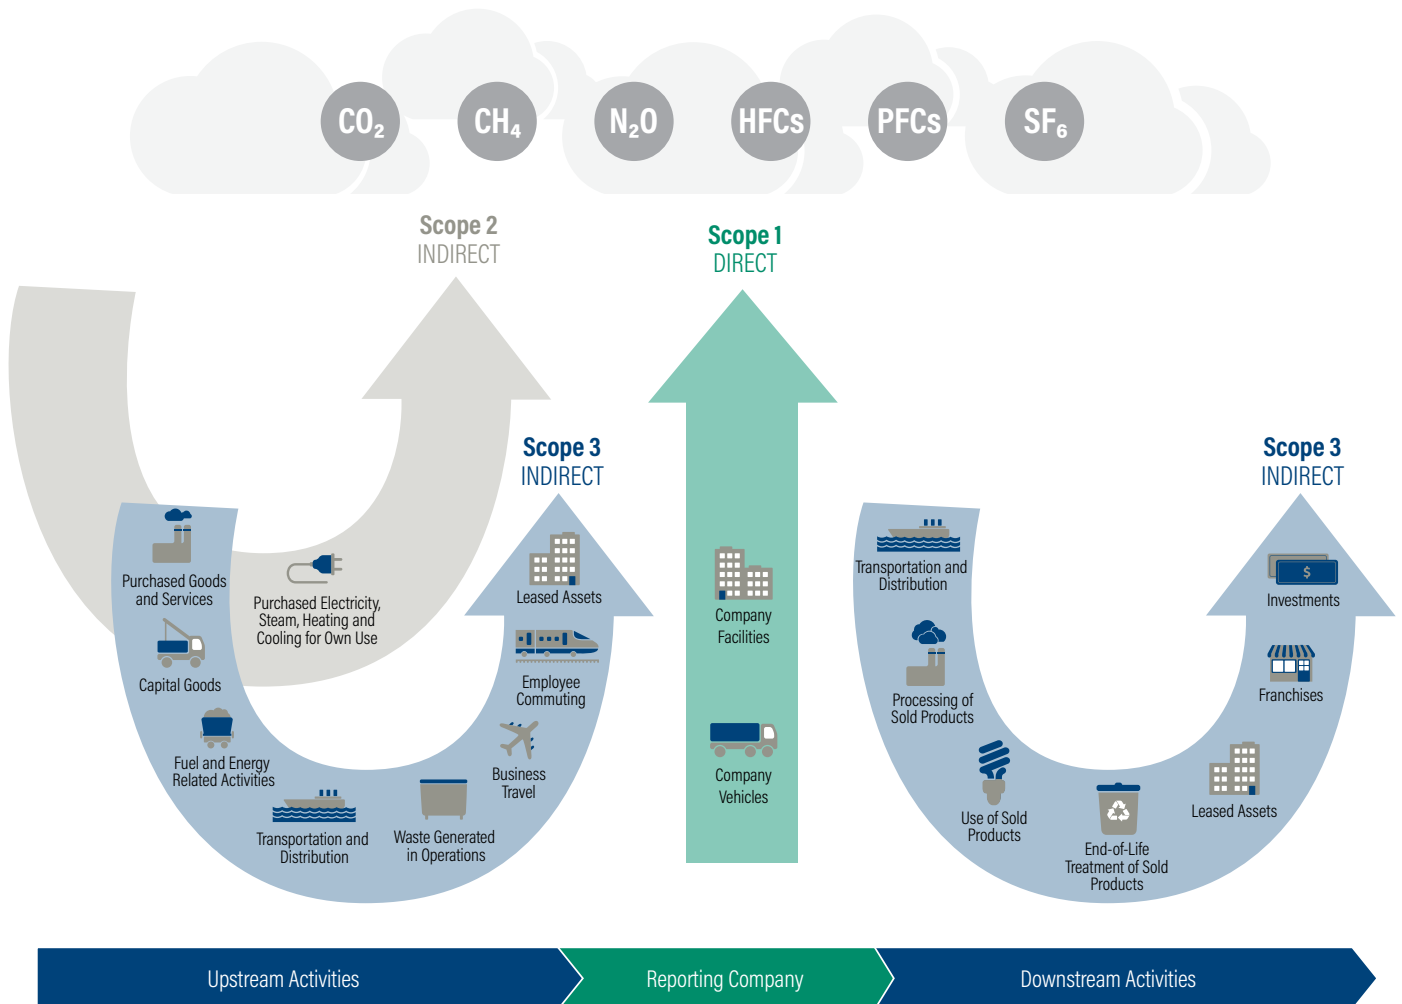 CO₂
CH₄
N₂O
HFCs
PFCs
SF₆
Scope 2
INDIRECT
Scope 1
DIRECT
Scope 3
INDIRECT
Scope 3
INDIRECT
Purchased Goods
and Services
Capital Goods
Fuel and Energy
Related Activities
Transportation and
Distribution
Waste Generated
in Operations
Business
Travel
Employee
Commuting
Leased Assets
Purchased Electricity,
Steam, Heating and
Cooling for Own Use
Company
Facilities
Company
Vehicles
Transportation and
Distribution
Processing of
Sold Products
Use of Sold
Products
End-of-Life
Treatment of Sold
Products
Leased Assets
Franchises
$
Investments
Upstream Activities
Reporting Company
Downstream Activities